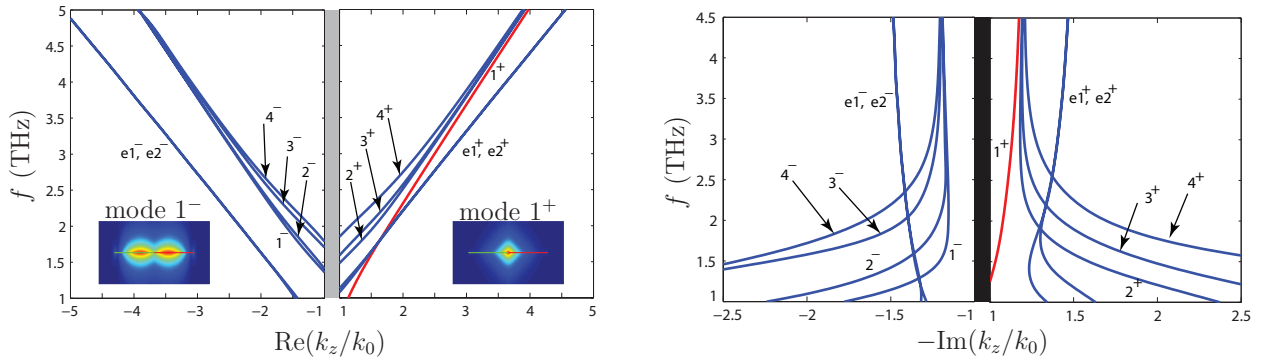 5
4.5
4
3.5
3
2.5
2
1.5
1
f (THz)
-5 -4 -3 -2 -1
1 2 3 4 5
Re(k_z/k_0)
e1⁻, e2⁻
4⁻
3⁻
2⁻
1⁻
mode 1⁻
2⁺
3⁺
4⁺
1⁺
e1⁺, e2⁺
mode 1⁺
4.5
4
3.5
3
2.5
2
1.5
1
f (THz)
-2.5 -2 -1.5 -1
1 1.5 2 2.5
−Im(k_z/k_0)
e1⁻, e2⁻
4⁻
3⁻
2⁻
1⁻
1⁺
e1⁺, e2⁺
3⁺
4⁺
2⁺